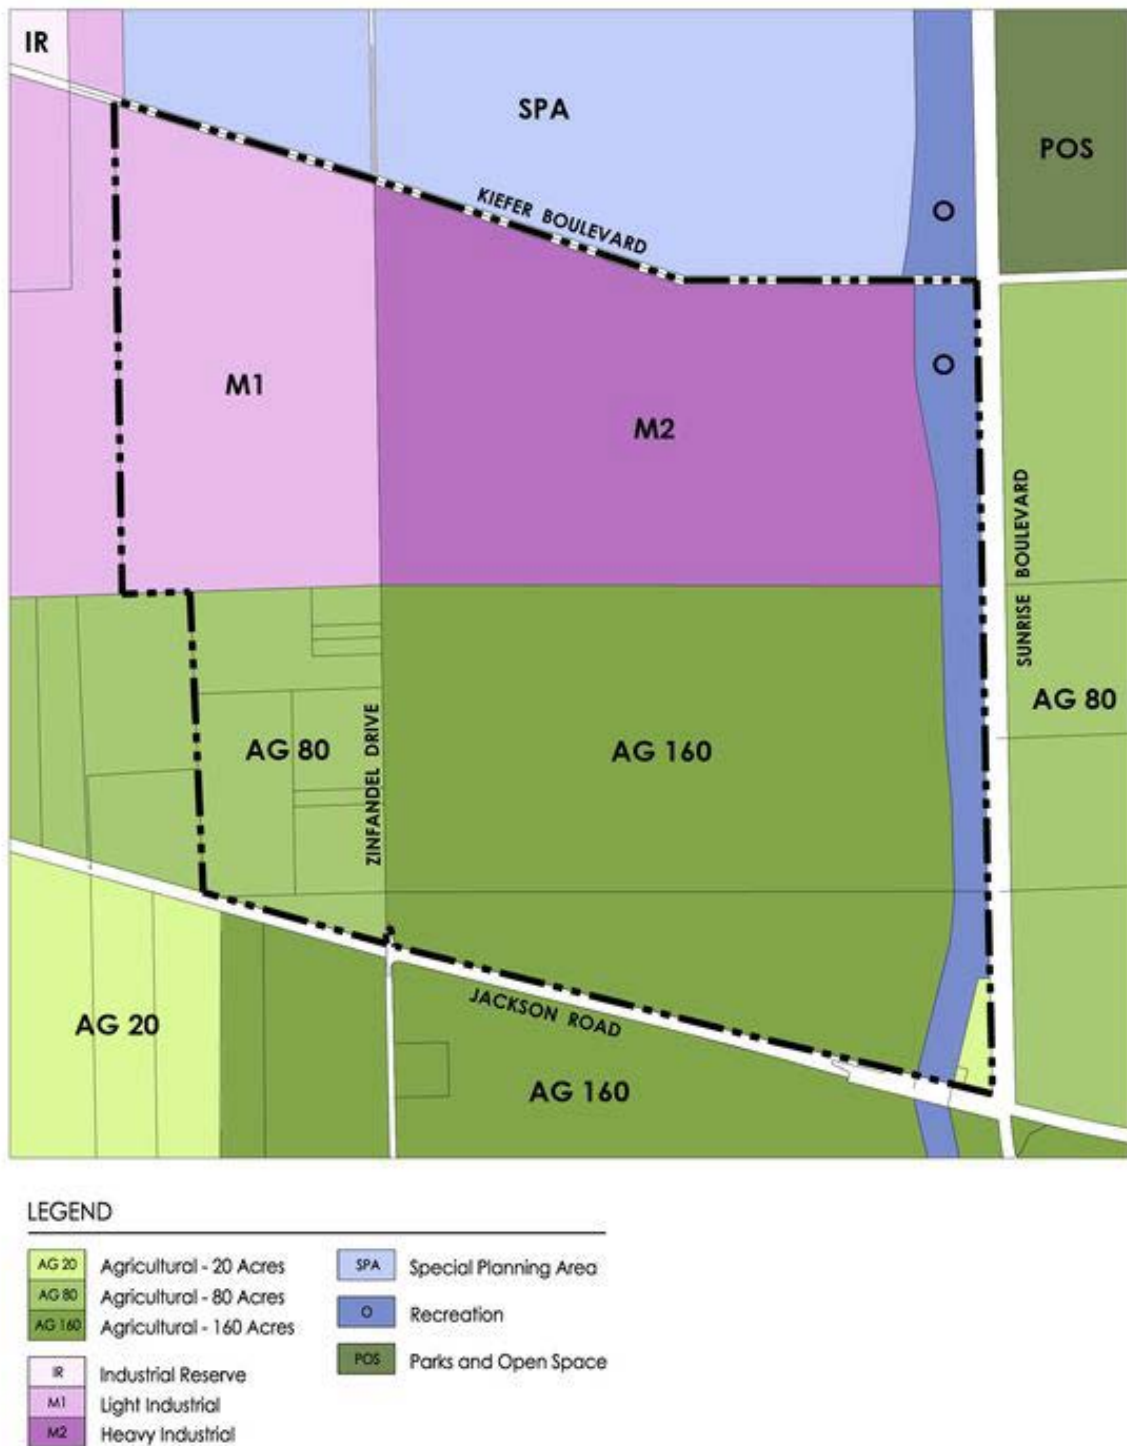 IR
SPA
POS
KIEFER BOULEVARD
O
O
M1
M2
SUNRISE BOULEVARD
AG 80
AG 80
ZINFANDEL DRIVE
AG 160
AG 20
JACKSON ROAD
AG 160
LEGEND
AG 20 Agricultural - 20 Acres
AG 80 Agricultural - 80 Acres
AG 160 Agricultural - 160 Acres
IR Industrial Reserve
M1 Light Industrial
M2 Heavy Industrial
SPA Special Planning Area
O Recreation
POS Parks and Open Space